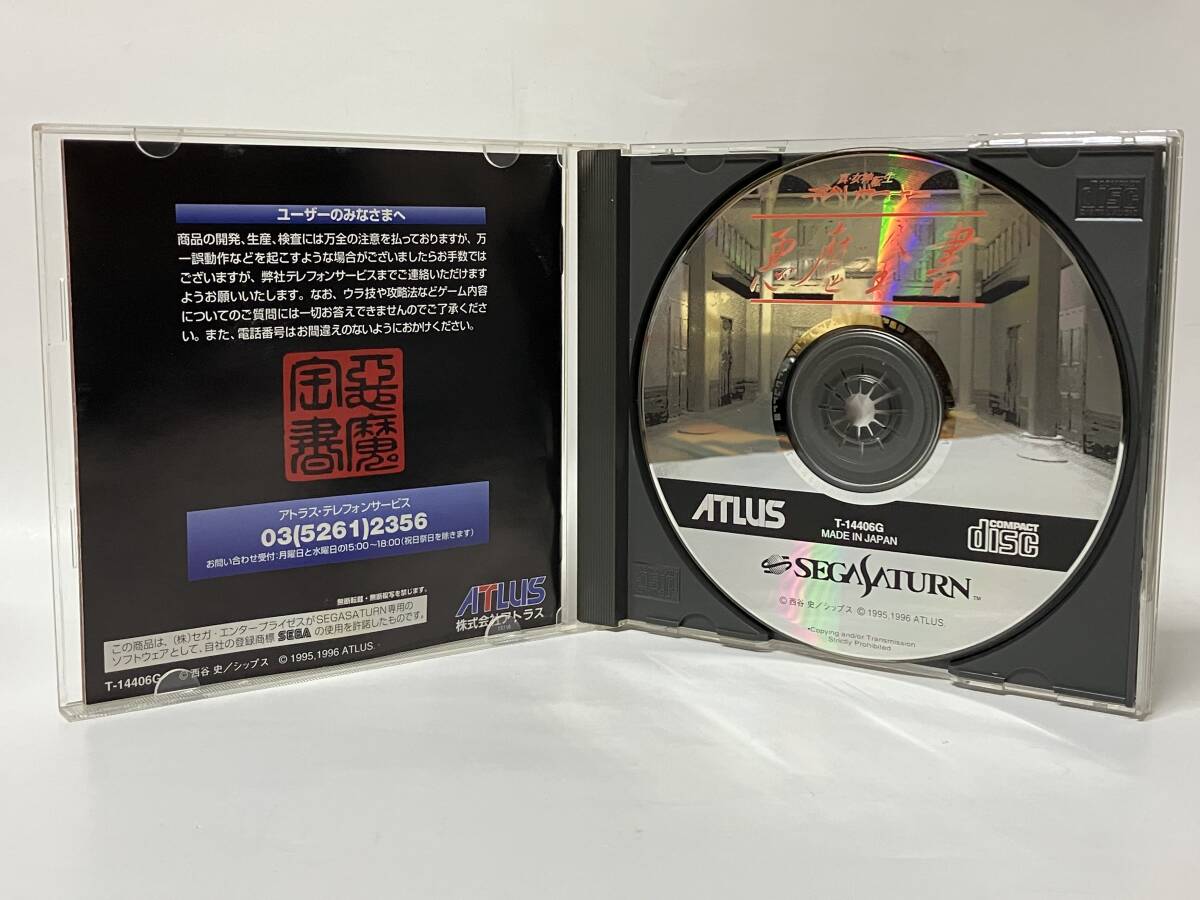 ユーザーのみなさまへ
商品の開発、生産、検査には万全の注意を払っておりますが、万
一誤動作などを起こすような場合がございましたらお手数では
ございますが、弊社テレフォンサービスまでご連絡いただけます
ようお願いいたします。なお、ウラ技や攻略法などゲーム内容
についてのご質問には一切お答えできませんのでご了承くださ
い。また、電話番号はお間違えのないようにおかけください。
悪魔
全書
アトラス・テレフォンサービス
03(5261)2356
お問い合わせ受付:月曜日と水曜日の15:00~18:00(祝日祭日を除きます)
無断転載・無断複写を禁じます。
ATLUS
株式会社アトラス
この商品は、(株)セガ・エンタープライゼスがSEGASATURN専用の
ソフトウェアとして、自社の登録商標 SEGA の使用を許諾したものです。
T-14406G ©西谷 史/シップス ©1995,1996 ATLUS.
真・女神転生
デビルサマナー
悪魔全書
ATLUS
T-14406G
MADE IN JAPAN
COMPACT
disc
SEGASATURN™
©西谷 史/シップス ©1995,1996 ATLUS.
•Copying and/or Transmission
Strictly Prohibited